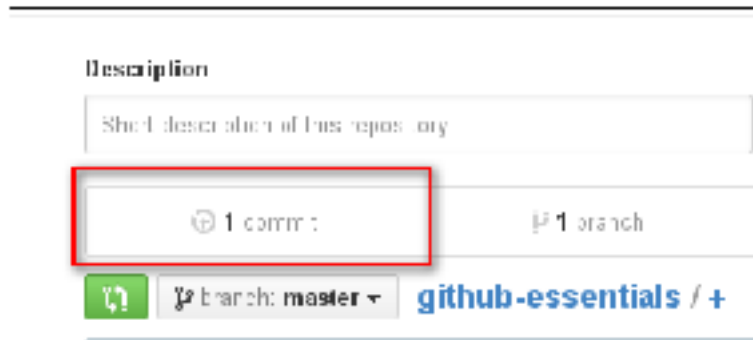 Description
Short description of this repository
1 commit 1 branch
branch: master github-essentials / +